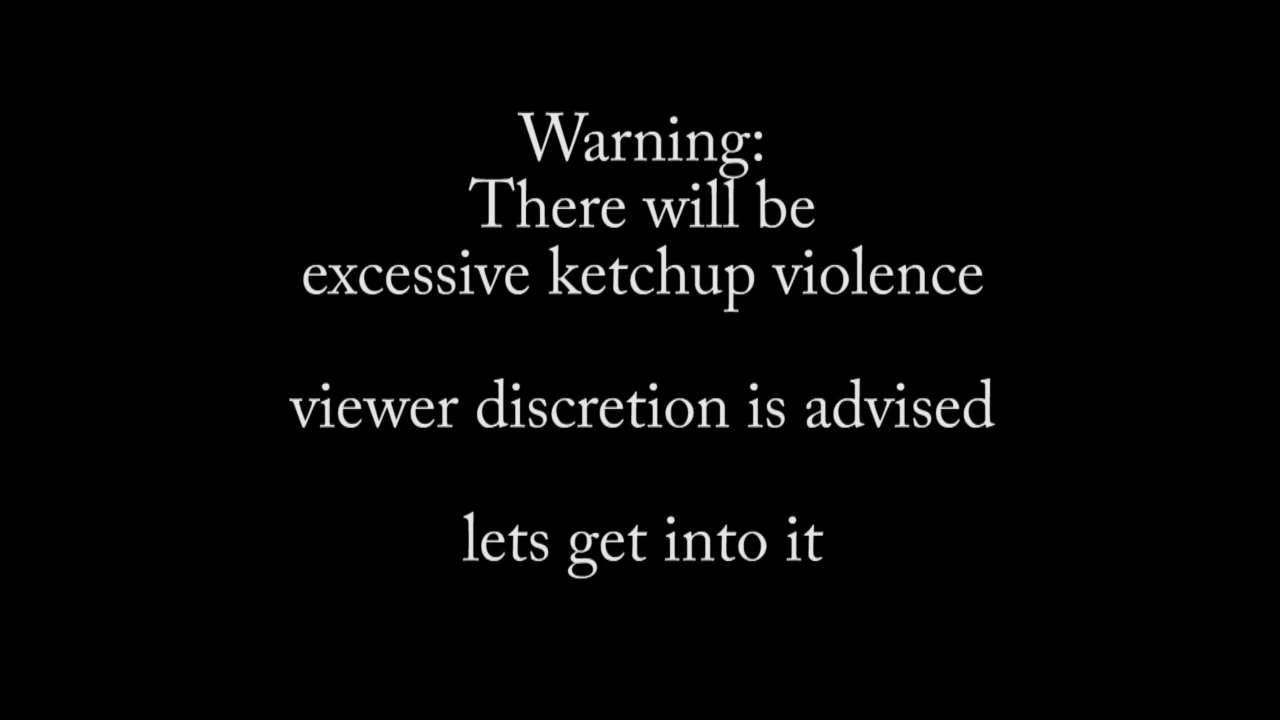 Warning:
There will be
excessive ketchup violence
viewer discretion is advised
lets get into it